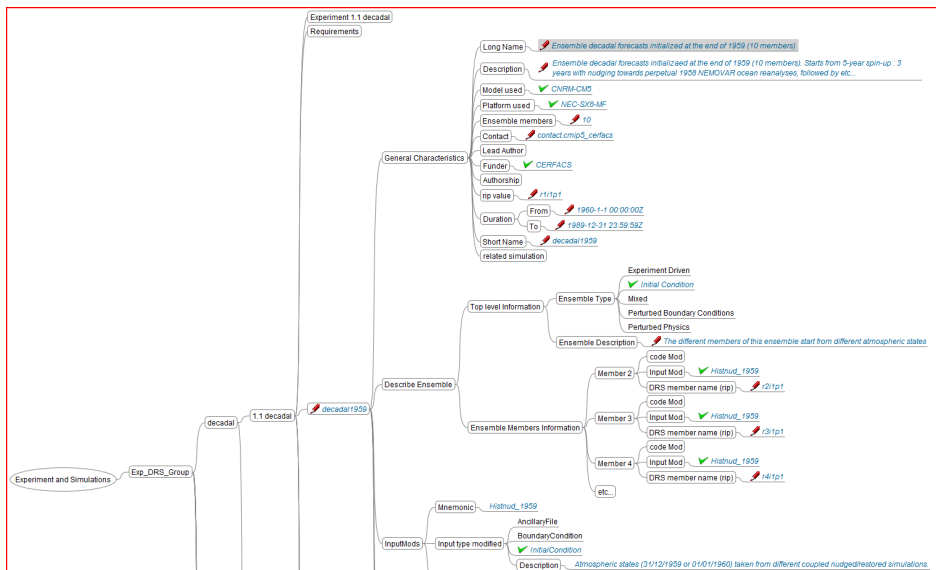 Experiment 1.1 decadal
Requirements
Long Name
Ensemble decadal forecasts initialized at the end of 1959 (10 members).
Description
Ensemble decadal forecasts initializaed at the end of 1959 (10 members). Starts from 5-year spin-up : 3
years with nudging towards perpetual 1958 NEMOVAR ocean reanalyses, followed by etc...
Model used
CNRM-CM5
Platform used
NEC-SX8-MF
Ensemble members
10
Contact
contact.cmip5_cerfacs
Lead Author
General Characteristics
Funder
CERFACS
Authorship
rip value
r1i1p1
Duration
From
1960-1-1 00:00:00Z
To
1989-12-31 23:59:59Z
Short Name
decadal1959
related simulation
Top level Information
Ensemble Type
Experiment Driven
Initial Condition
Mixed
Perturbed Boundary Conditions
Perturbed Physics
Ensemble Description
The different members of this ensemble start from different atmospheric states
Describe Ensemble
Ensemble Members Information
Member 2
code Mod
Input Mod
Histnud_1959
DRS member name (rip)
r2i1p1
Member 3
code Mod
Input Mod
Histnud_1959
DRS member name (rip)
r3i1p1
Member 4
code Mod
Input Mod
Histnud_1959
DRS member name (rip)
r4i1p1
etc...
decadal
1.1 decadal
decadal1959
Experiment and Simulations
Exp_DRS_Group
InputMods
Mnemonic
Histnud_1959
Input type modified
AncillaryFile
BoundaryCondition
InitialCondition
Description
Atmospheric states (31/12/1959 or 01/01/1960) taken from different coupled nudged/restored simulations.